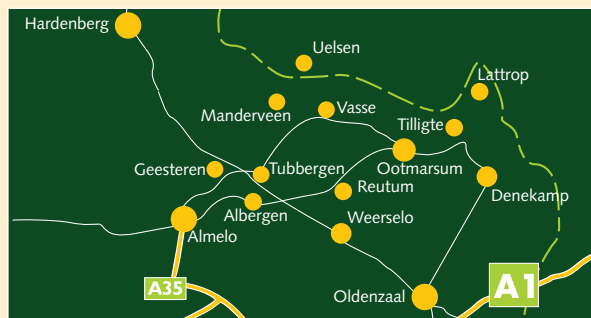 Hardenberg
Uelsen
Lattrop
Manderveen
Vasse
Tilligte
Geesteren
Tubbergen
Ootmarsum
Reutum
Denekamp
Albergen
Weerselo
Almelo
A35
A1
Oldenzaal